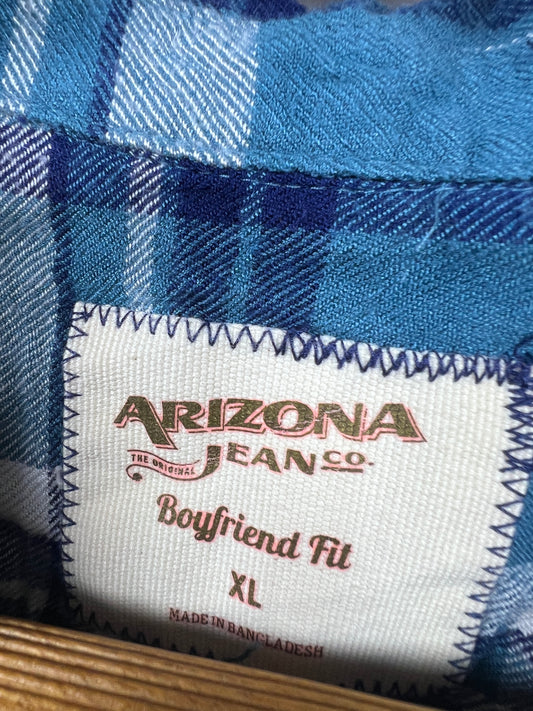 ARIZONA
THE ORIGINAL JEAN CO.
Boyfriend Fit
XL
MADE IN BANGLADESH